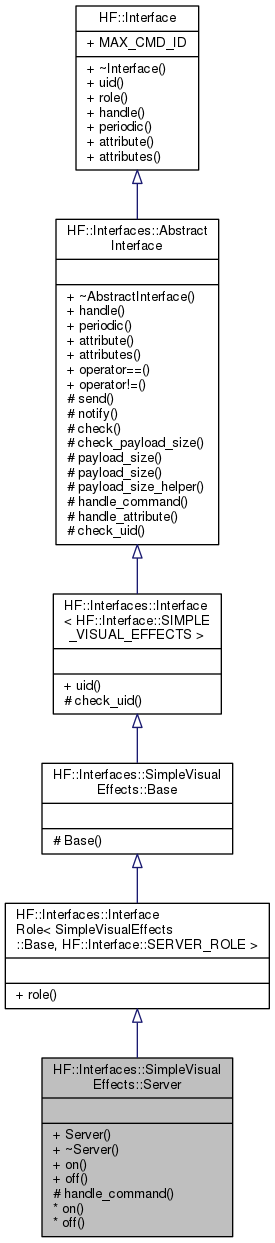 HF::Interface
+ MAX_CMD_ID
+ ~Interface()
+ uid()
+ role()
+ handle()
+ periodic()
+ attribute()
+ attributes()
HF::Interfaces::Abstract
Interface
+ ~AbstractInterface()
+ handle()
+ periodic()
+ attribute()
+ attributes()
+ operator==()
+ operator!=()
# send()
# notify()
# check()
# check_payload_size()
# payload_size()
# payload_size()
# payload_size_helper()
# handle_command()
# handle_attribute()
# check_uid()
HF::Interfaces::Interface
< HF::Interface::SIMPLE
_VISUAL_EFFECTS >
+ uid()
# check_uid()
HF::Interfaces::SimpleVisual
Effects::Base
# Base()
HF::Interfaces::Interface
Role< SimpleVisualEffects
::Base, HF::Interface::SERVER_ROLE >
+ role()
HF::Interfaces::SimpleVisual
Effects::Server
+ Server()
+ ~Server()
+ on()
+ off()
# handle_command()
* on()
* off()